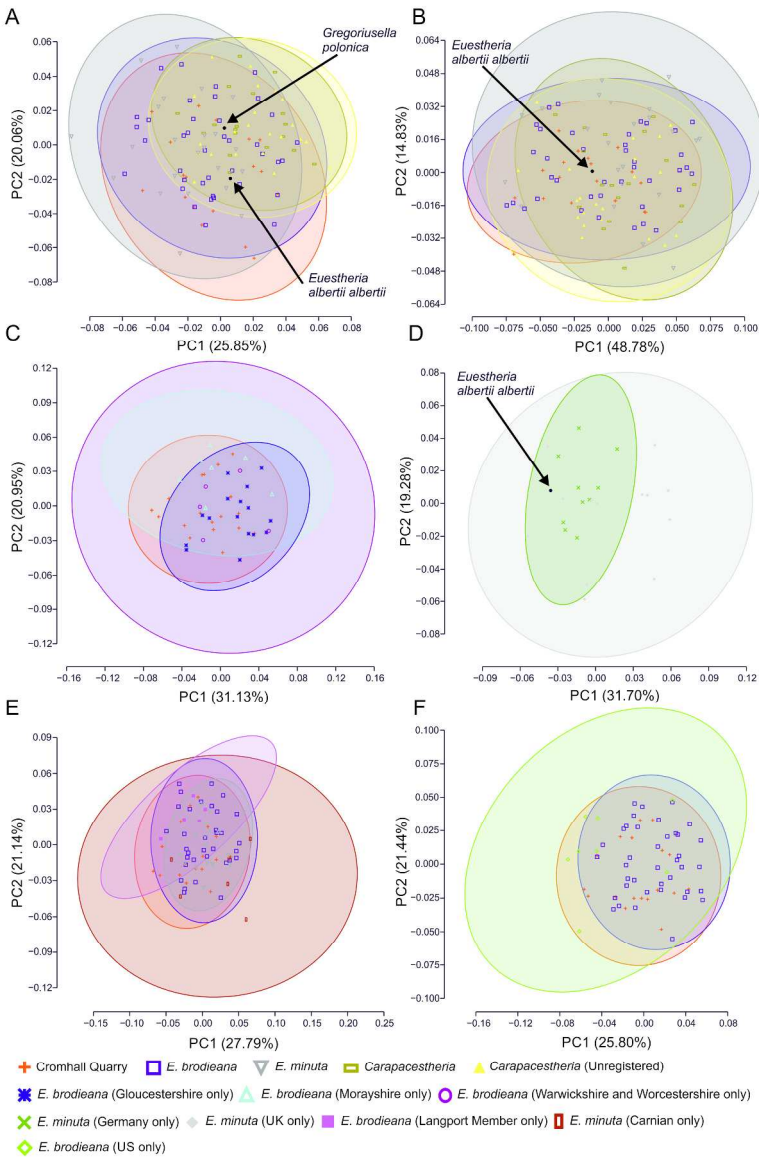 A
Gregoriusella
polonica
0.06
0.04
0.02
0.00
−0.02
−0.04
−0.06
−0.08
PC2 (20.06%)
Euestheria
albertii albertii
−0.08 −0.06 −0.04 −0.02 0.00 0.02 0.04 0.06 0.08
PC1 (25.85%)
B
Euestheria
albertii albertii
0.064
0.048
0.032
0.016
0.000
−0.016
−0.032
−0.048
−0.064
PC2 (14.83%)
−0.100 −0.075 −0.050 −0.025 0.000 0.025 0.050 0.075 0.100
PC1 (48.78%)
C
0.12
0.09
0.06
0.03
0.00
−0.03
−0.06
−0.09
−0.12
PC2 (20.95%)
−0.16 −0.12 −0.08 −0.04 0.00 0.04 0.08 0.12 0.16
PC1 (31.13%)
D
Euestheria
albertii albertii
0.08
0.06
0.04
0.02
0.00
−0.02
−0.04
−0.06
−0.08
PC2 (19.28%)
−0.09 −0.06 −0.03 0.00 0.03 0.06 0.09 0.12
PC1 (31.70%)
E
0.09
0.06
0.03
0.00
−0.03
−0.06
−0.09
−0.12
PC2 (21.14%)
−0.15 −0.10 −0.05 0.00 0.05 0.10 0.15 0.20 0.25
PC1 (27.79%)
F
0.100
0.075
0.050
0.025
0.000
−0.025
−0.050
−0.075
−0.100
PC2 (21.44%)
−0.16 −0.12 −0.08 −0.04 0.00 0.04 0.08
PC1 (25.80%)
Cromhall Quarry E. brodieana E. minuta Carapacestheria Carapacestheria (Unregistered)
E. brodieana (Gloucestershire only) E. brodieana (Morayshire only) E. brodieana (Warwickshire and Worcestershire only)
E. minuta (Germany only) E. minuta (UK only) E. brodieana (Langport Member only) E. minuta (Carnian only)
E. brodieana (US only)